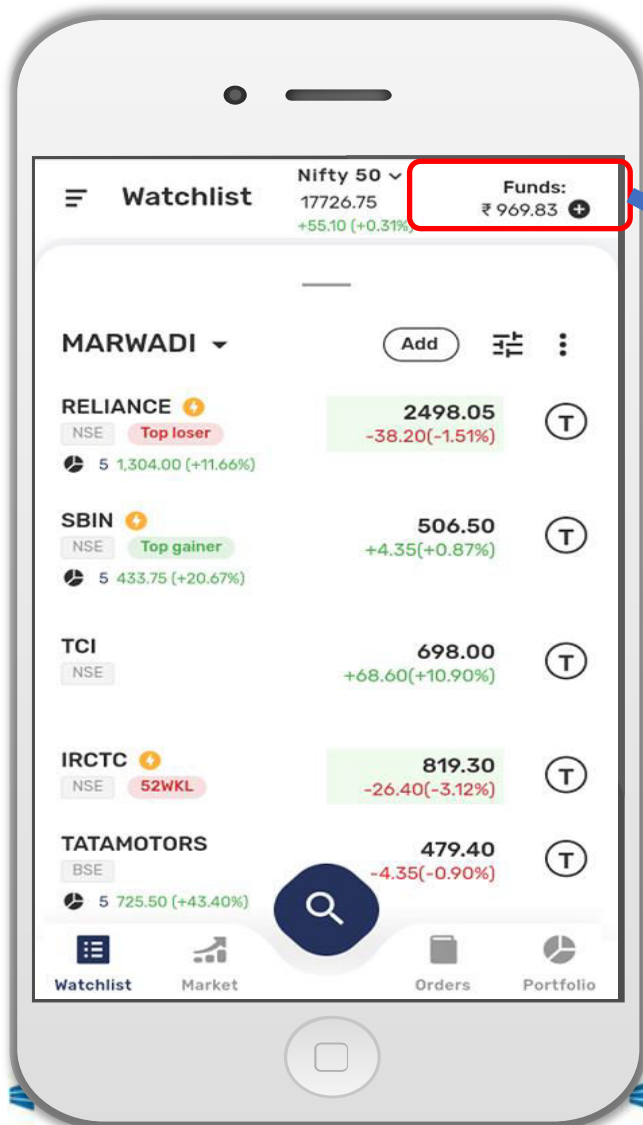 Nifty 50
Watchlist
17726.75
+55.10 (+0.31%)
Funds:
₹ 969.83
MARWADI
Add
RELIANCE
2498.05
T
NSE Top loser
-38.20(-1.51%)
5 1,304.00 (+11.66%)
SBIN
506.50
T
NSE Top gainer
+4.35(+0.87%)
5 433.75 (+20.67%)
TCI
698.00
T
NSE
+68.60(+10.90%)
IRCTC
819.30
T
NSE 52WKL
-26.40(-3.12%)
TATAMOTORS
479.40
T
BSE
-4.35(-0.90%)
5 725.50 (+43.40%)
Watchlist Market Orders Portfolio